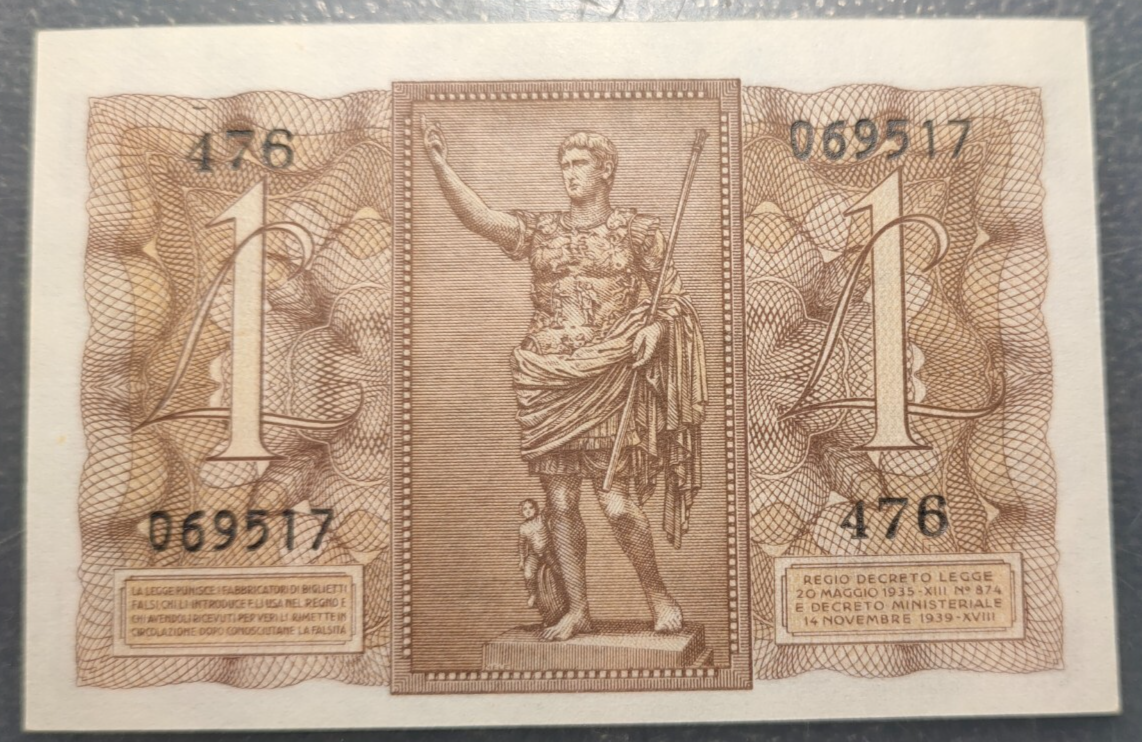 476
069517
1
1
069517
476
LA LEGGE PUNISCE I FABBRICATORI DI BIGLIETTI
FALSI CHI LI INTRODUCE E LI USA NEL REGNO E
CHI AVENDOLI RICEVUTI PER VERI LI RIMETTE IN
CIRCOLAZIONE DOPO CONOSCIUTANE LA FALSITÀ
REGIO DECRETO LEGGE
20 MAGGIO 1935-XIII Nº 874
E DECRETO MINISTERIALE
14 NOVEMBRE 1939-XVIII